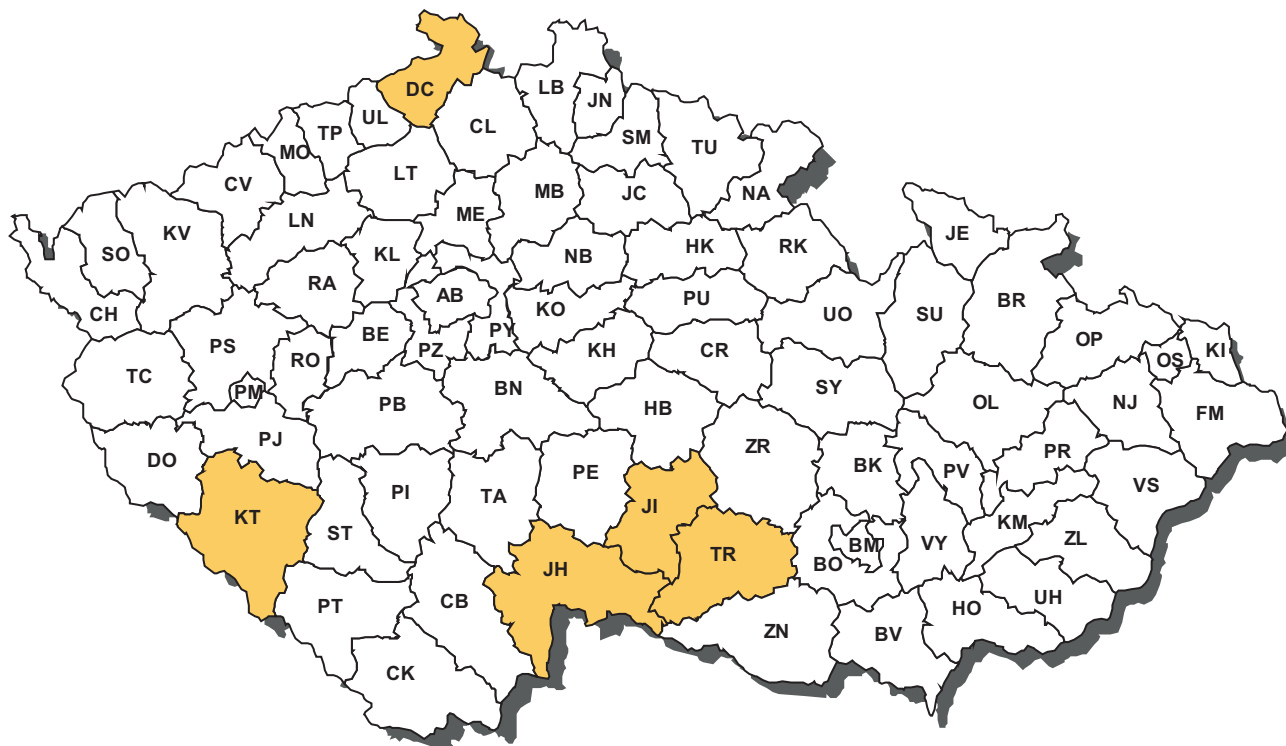 DC
LB
JN
UL
TP
CL
SM
TU
MO
CV
LT
MB
JC
NA
ME
LN
KV
SO
JE
HK
RK
KL
NB
RA
AB
PU
BR
CH
KO
UO
SU
PY
BE
OP
PS
PZ
KH
CR
KI
RO
OS
TC
PM
BN
SY
PB
HB
OL
NJ
FM
PJ
ZR
PR
DO
PE
BK
PV
VS
PI
TA
JI
KT
KM
ST
ZL
TR
BM
VY
BO
JH
UH
CB
PT
HO
ZN
BV
CK